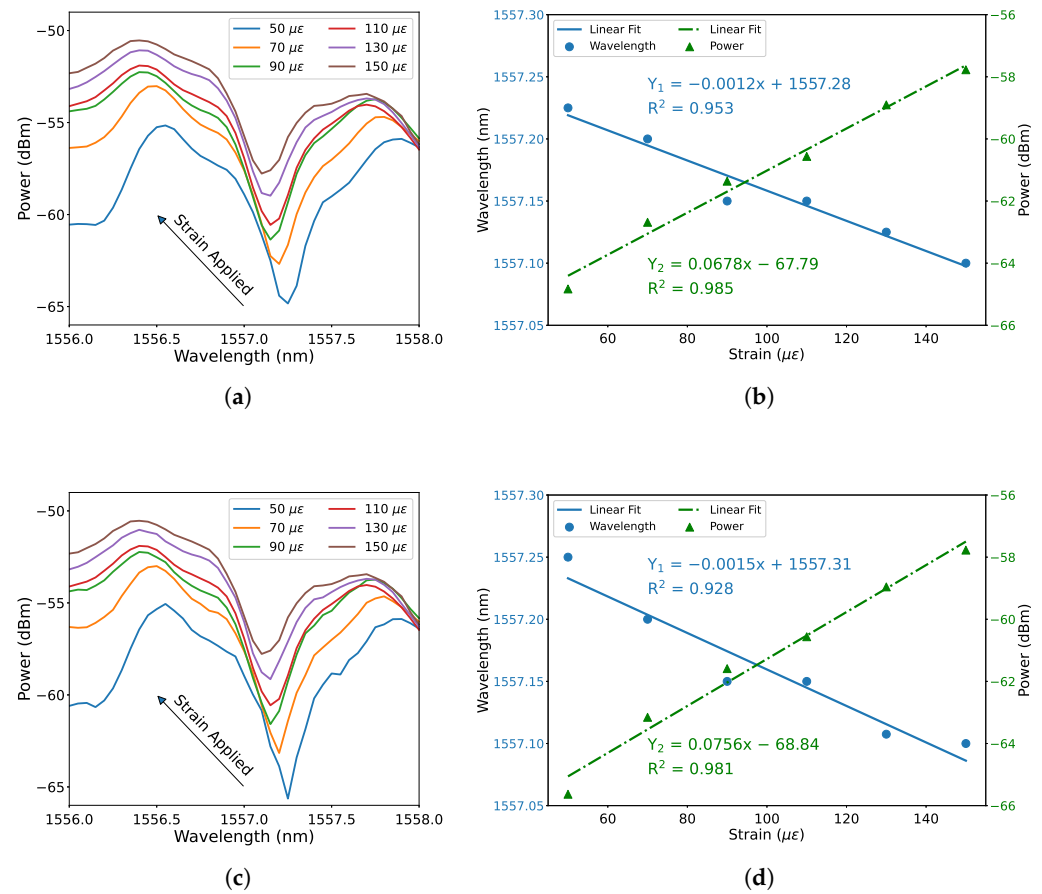 50 με 110 με
70 με 130 με
90 με 150 με
−50
−55
−60
−65
Power (dBm)
Strain Applied
1556.0 1556.5 1557.0 1557.5 1558.0
Wavelength (nm)
(a)
Linear Fit Linear Fit
Wavelength Power
Y1 = −0.0012x + 1557.28
R2 = 0.953
Y2 = 0.0678x − 67.79
R2 = 0.985
1557.30
1557.25
1557.20
1557.15
1557.10
1557.05
Wavelength (nm)
−56
−58
−60
−62
−64
−66
Power (dBm)
60 80 100 120 140
Strain (με)
(b)
50 με 110 με
70 με 130 με
90 με 150 με
−50
−55
−60
−65
Power (dBm)
Strain Applied
1556.0 1556.5 1557.0 1557.5 1558.0
Wavelength (nm)
(c)
Linear Fit Linear Fit
Wavelength Power
Y1 = −0.0015x + 1557.31
R2 = 0.928
Y2 = 0.0756x − 68.84
R2 = 0.981
1557.30
1557.25
1557.20
1557.15
1557.10
1557.05
Wavelength (nm)
−56
−58
−60
−62
−64
−66
Power (dBm)
60 80 100 120 140
Strain (με)
(d)